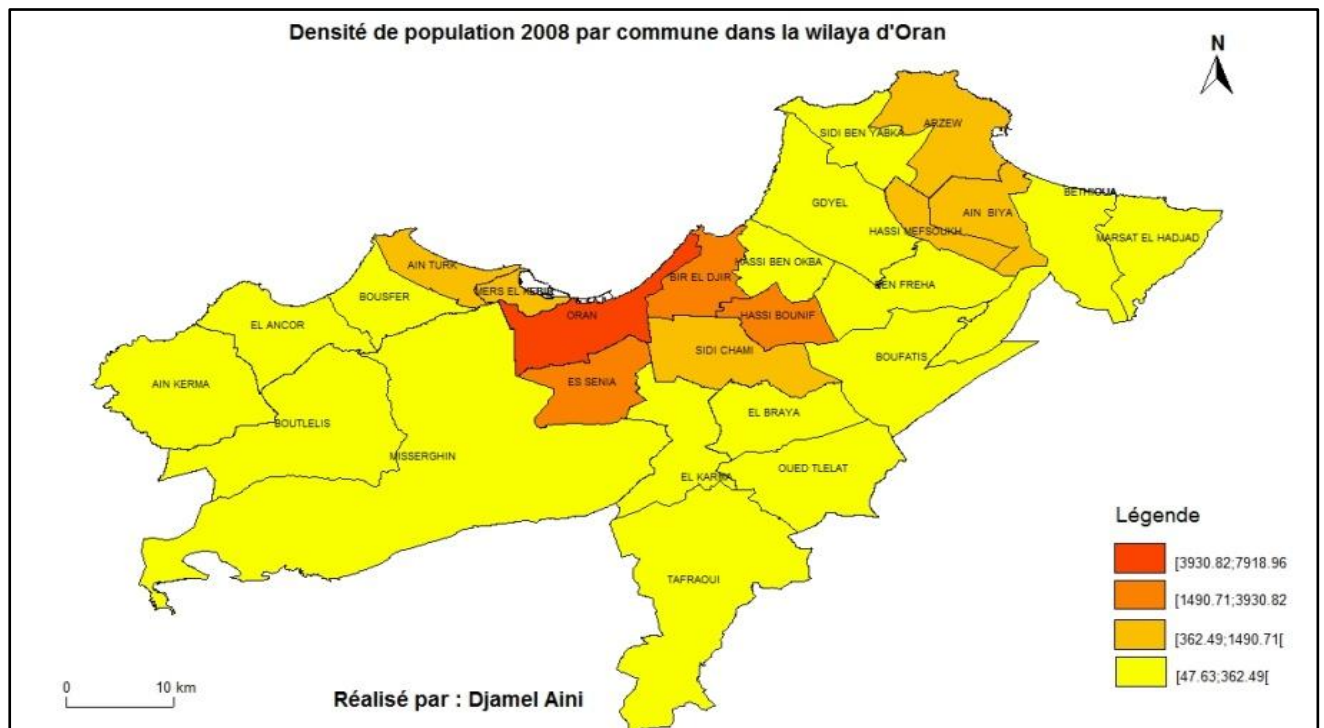 Densité de population 2008 par commune dans la wilaya d'Oran
N
ARZEW
SIDI BEN YABKA
BETHIOUA
GDYEL
AIN BIYA
HASSI MEFSOUKH
MARSAT EL HADJAD
AIN TURK
HASSI BEN OKBA
BIR EL DJIR
MERS EL KEBIR
BEN FREHA
BOUSFER
ORAN
HASSI BOUNIF
EL ANCOR
SIDI CHAMI
BOUFATIS
AIN KERMA
ES SENIA
EL BRAYA
BOUTLELIS
MISSERGHIN
OUED TLELAT
EL KARMA
TAFRAOUI
Légende
[3930.82;7918.96
[1490.71;3930.82
[362.49;1490.71[
[47.63;362.49[
0 10 km
Réalisé par : Djamel Aini